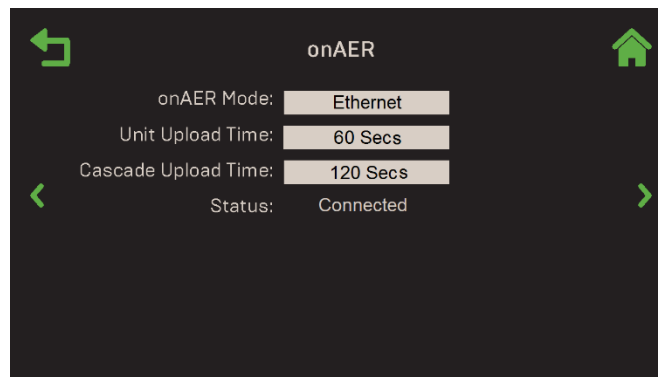 onAER
onAER Mode: Ethernet
Unit Upload Time: 60 Secs
Cascade Upload Time: 120 Secs
Status: Connected